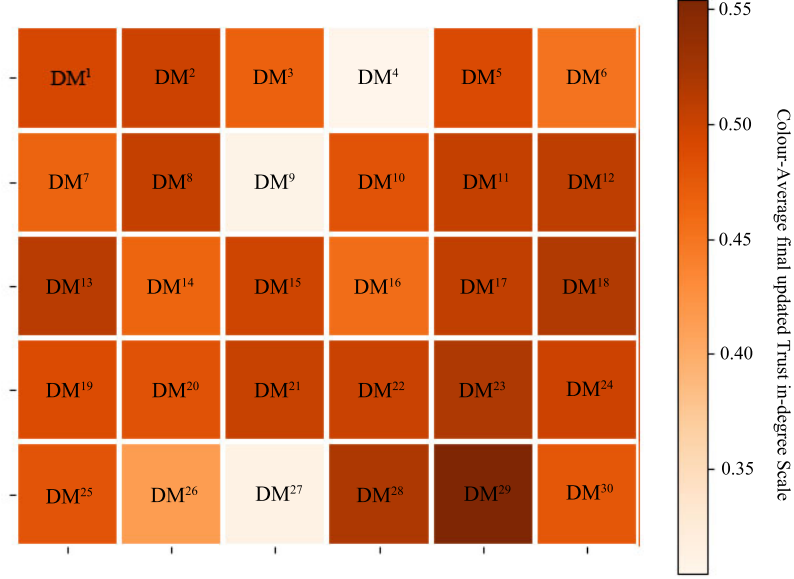 DM¹ DM² DM³ DM⁴ DM⁵ DM⁶
DM⁷ DM⁸ DM⁹ DM¹⁰ DM¹¹ DM¹²
DM¹³ DM¹⁴ DM¹⁵ DM¹⁶ DM¹⁷ DM¹⁸
DM¹⁹ DM²⁰ DM²¹ DM²² DM²³ DM²⁴
DM²⁵ DM²⁶ DM²⁷ DM²⁸ DM²⁹ DM³⁰
0.55
0.50
0.45
0.40
0.35
Colour-Average final updated Trust in-degree Scale